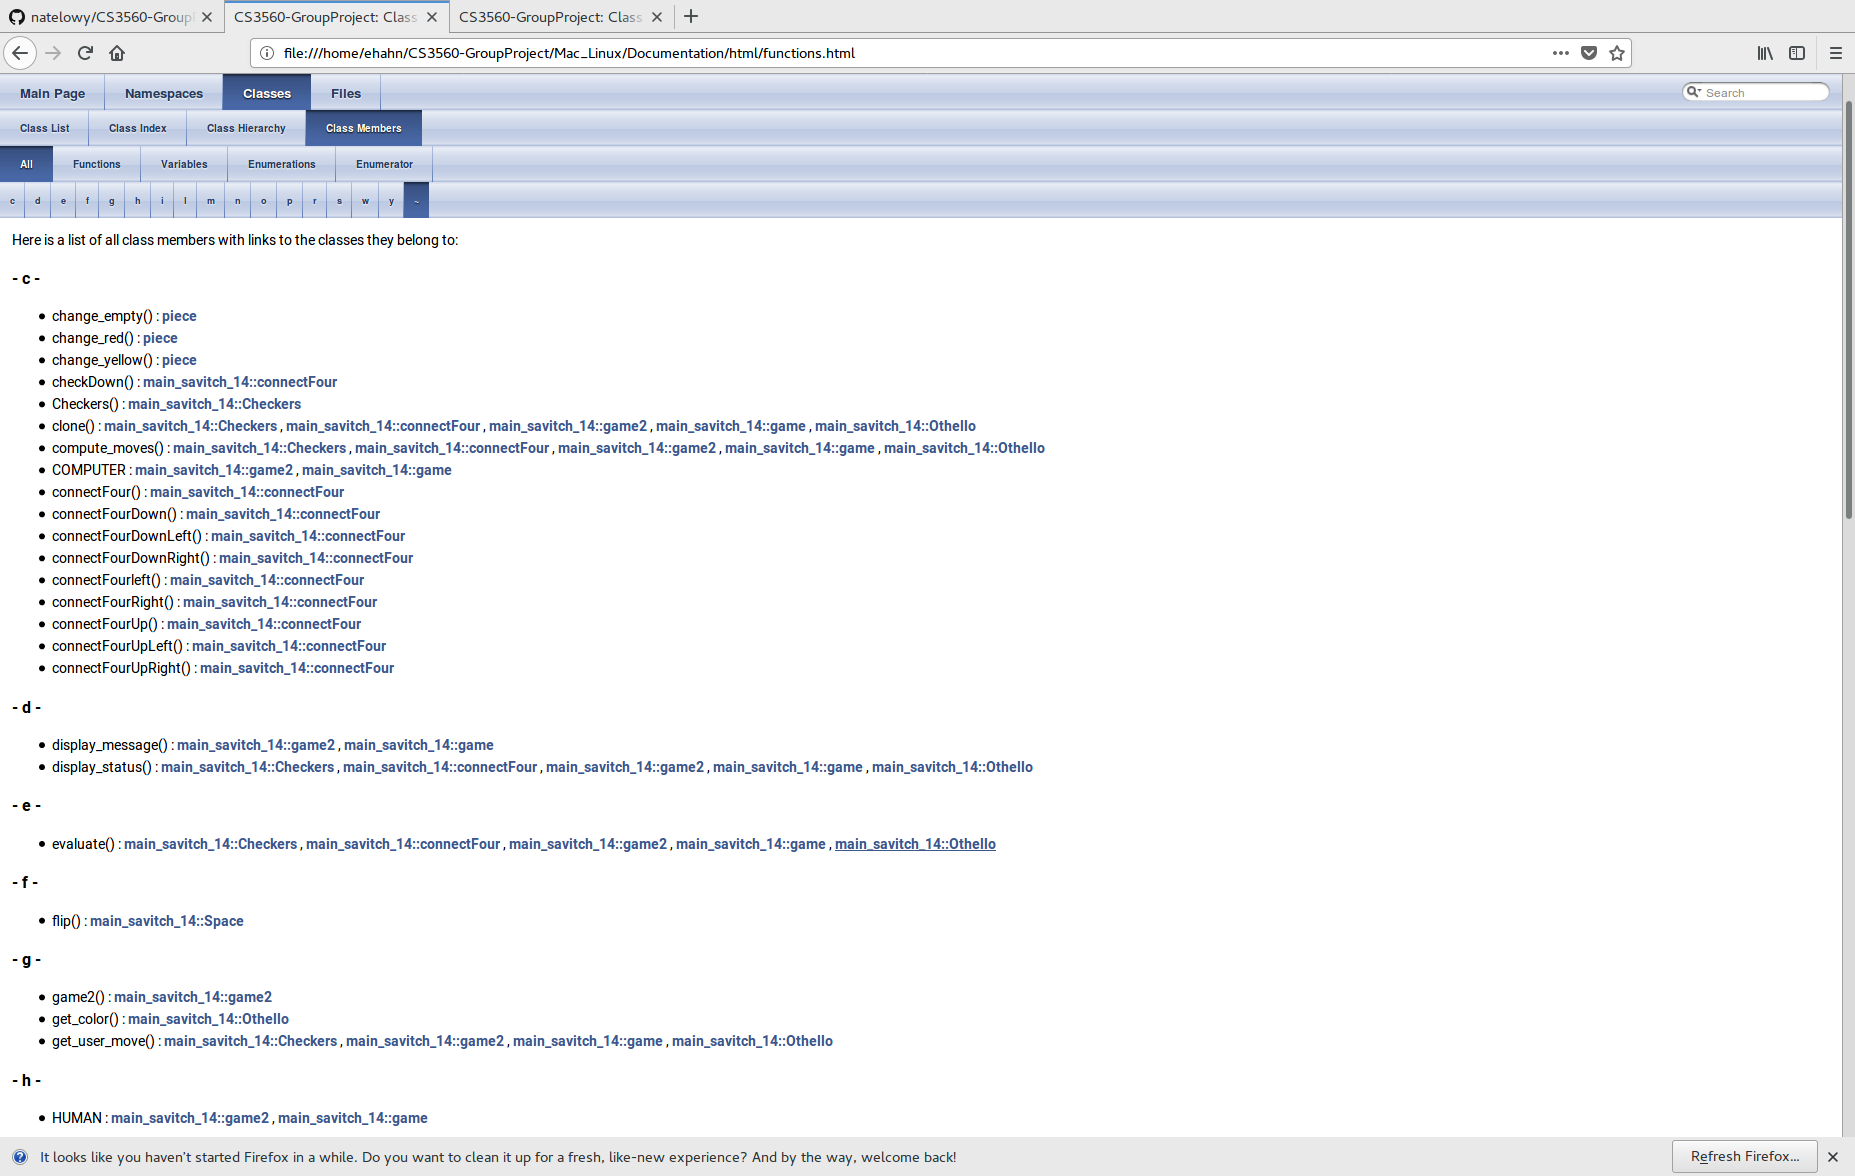 natelowy/CS3560-Group
CS3560-GroupProject: Class
CS3560-GroupProject: Class
file:///home/ehahn/CS3560-GroupProject/Mac_Linux/Documentation/html/functions.html
Main Page Namespaces Classes Files
Search
Class List Class Index Class Hierarchy Class Members
All Functions Variables Enumerations Enumerator
c d e f g h i l m n o p r s w y ~
Here is a list of all class members with links to the classes they belong to:
- c -
• change_empty() : piece
• change_red() : piece
• change_yellow() : piece
• checkDown() : main_savitch_14::connectFour
• Checkers() : main_savitch_14::Checkers
• clone() : main_savitch_14::Checkers , main_savitch_14::connectFour , main_savitch_14::game2 , main_savitch_14::game , main_savitch_14::Othello
• compute_moves() : main_savitch_14::Checkers , main_savitch_14::connectFour , main_savitch_14::game2 , main_savitch_14::game , main_savitch_14::Othello
• COMPUTER : main_savitch_14::game2 , main_savitch_14::game
• connectFour() : main_savitch_14::connectFour
• connectFourDown() : main_savitch_14::connectFour
• connectFourDownLeft() : main_savitch_14::connectFour
• connectFourDownRight() : main_savitch_14::connectFour
• connectFourleft() : main_savitch_14::connectFour
• connectFourRight() : main_savitch_14::connectFour
• connectFourUp() : main_savitch_14::connectFour
• connectFourUpLeft() : main_savitch_14::connectFour
• connectFourUpRight() : main_savitch_14::connectFour
- d -
• display_message() : main_savitch_14::game2 , main_savitch_14::game
• display_status() : main_savitch_14::Checkers , main_savitch_14::connectFour , main_savitch_14::game2 , main_savitch_14::game , main_savitch_14::Othello
- e -
• evaluate() : main_savitch_14::Checkers , main_savitch_14::connectFour , main_savitch_14::game2 , main_savitch_14::game , main_savitch_14::Othello
- f -
• flip() : main_savitch_14::Space
- g -
• game2() : main_savitch_14::game2
• get_color() : main_savitch_14::Othello
• get_user_move() : main_savitch_14::Checkers , main_savitch_14::game2 , main_savitch_14::game , main_savitch_14::Othello
- h -
• HUMAN : main_savitch_14::game2 , main_savitch_14::game
It looks like you haven't started Firefox in a while. Do you want to clean it up for a fresh, like-new experience? And by the way, welcome back!
Refresh Firefox...